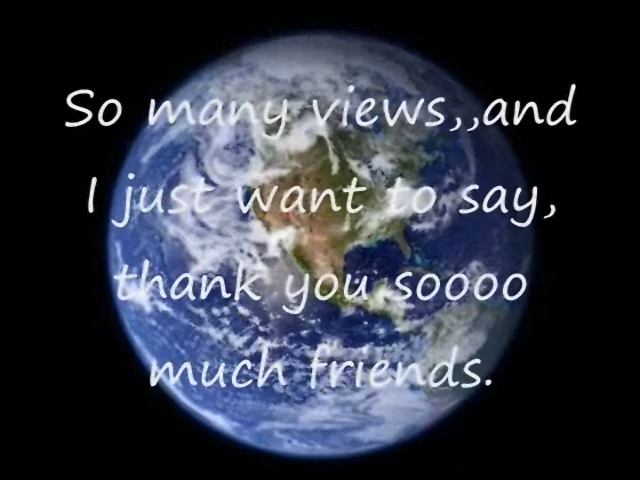 So many views,,and
I just want to say,
thank you soooo
much friends.